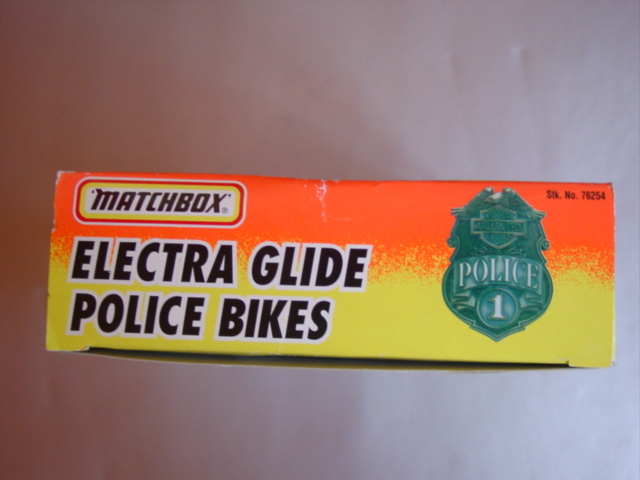 MATCHBOX®
Stk. No. 76254
ELECTRA GLIDE
POLICE BIKES
POLICE
1